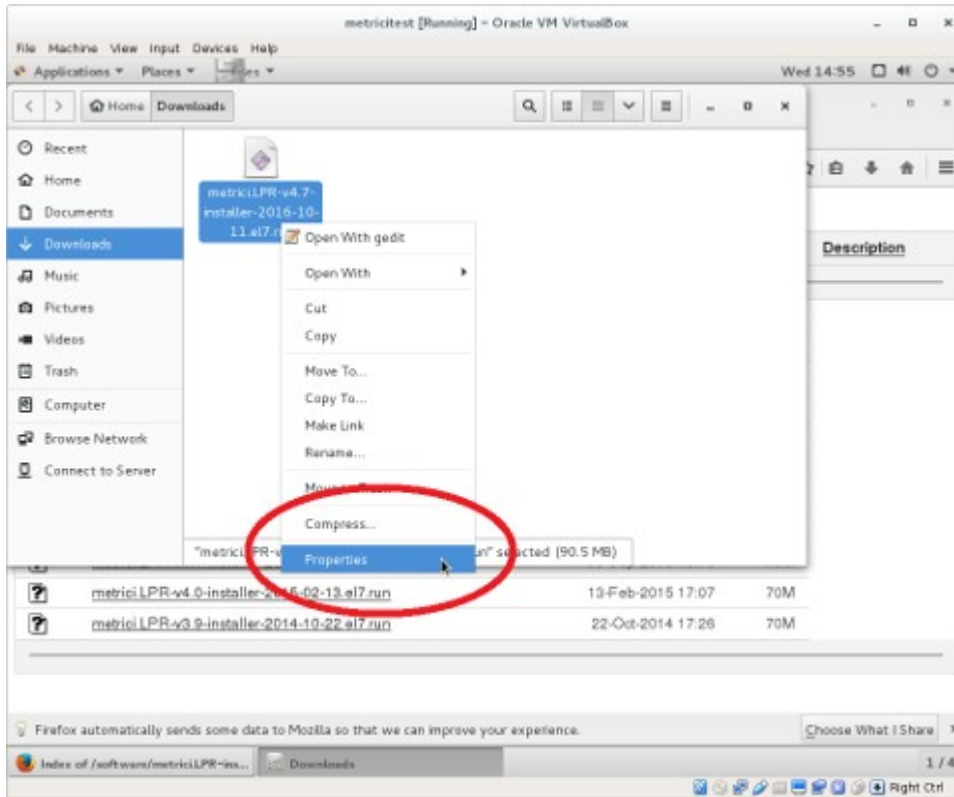 metricitest [Running] - Oracle VM VirtualBox
File Machine View Input Devices Help
Applications Places Files Wed 14:55
Home Downloads
Recent
Home
Documents
Downloads
Music
Pictures
Videos
Trash
Computer
Browse Network
Connect to Server
metrici.LPR-v4.7-
installer-2016-10-
11.el7.r
Open With gedit
Open With
Cut
Copy
Move To...
Copy To...
Make Link
Rename...
Compress...
Properties
"metrici.LPR-v un" selected (90.5 MB)
Description
metrici.LPR-v4.0-installer-2015-02-13.el7.run 13-Feb-2015 17:07 70M
metrici.LPR-v3.9-installer-2014-10-22.el7.run 22-Oct-2014 17:26 70M
Firefox automatically sends some data to Mozilla so that we can improve your experience. Choose What I Share
Index of /software/metrici.LPR-ins... Downloads 1 / 4
Right Ctrl